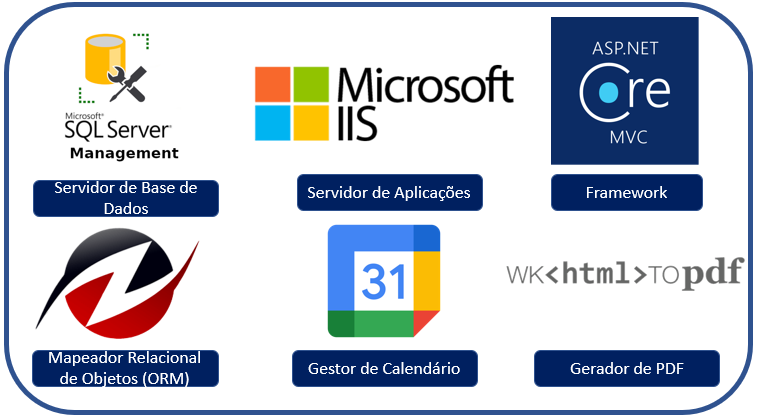 Microsoft®
SQL Server®
Management
Servidor de Base de
Dados
Microsoft
IIS
Servidor de Aplicações
ASP.NET
Core
MVC
Framework
Mapeador Relacional
de Objetos (ORM)
31
Gestor de Calendário
WK<html>TOpdf
Gerador de PDF